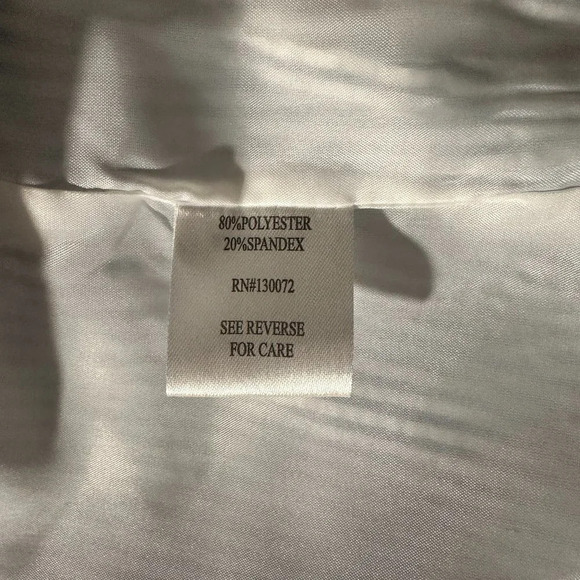 80%POLYESTER
20%SPANDEX
RN#130072
SEE REVERSE
FOR CARE